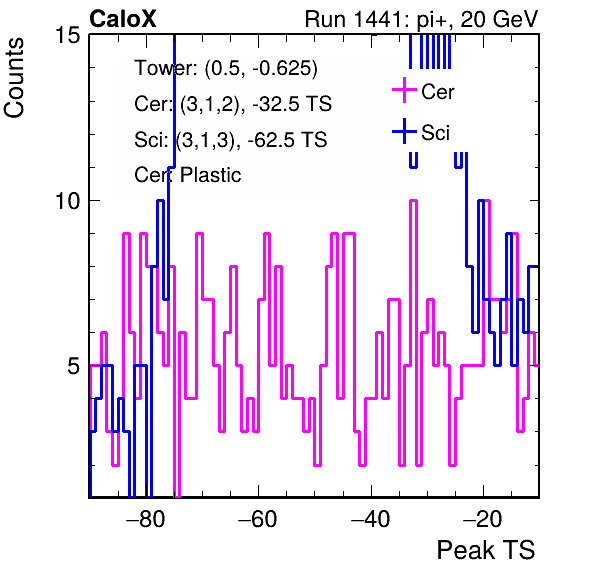 CaloX Run 1441: pi+, 20 GeV
Counts
15
Tower: (0.5, -0.625)
Cer: (3,1,2), -32.5 TS
Sci: (3,1,3), -62.5 TS
Cer: Plastic
Cer
Sci
10
5
−80 −60 −40 −20
Peak TS